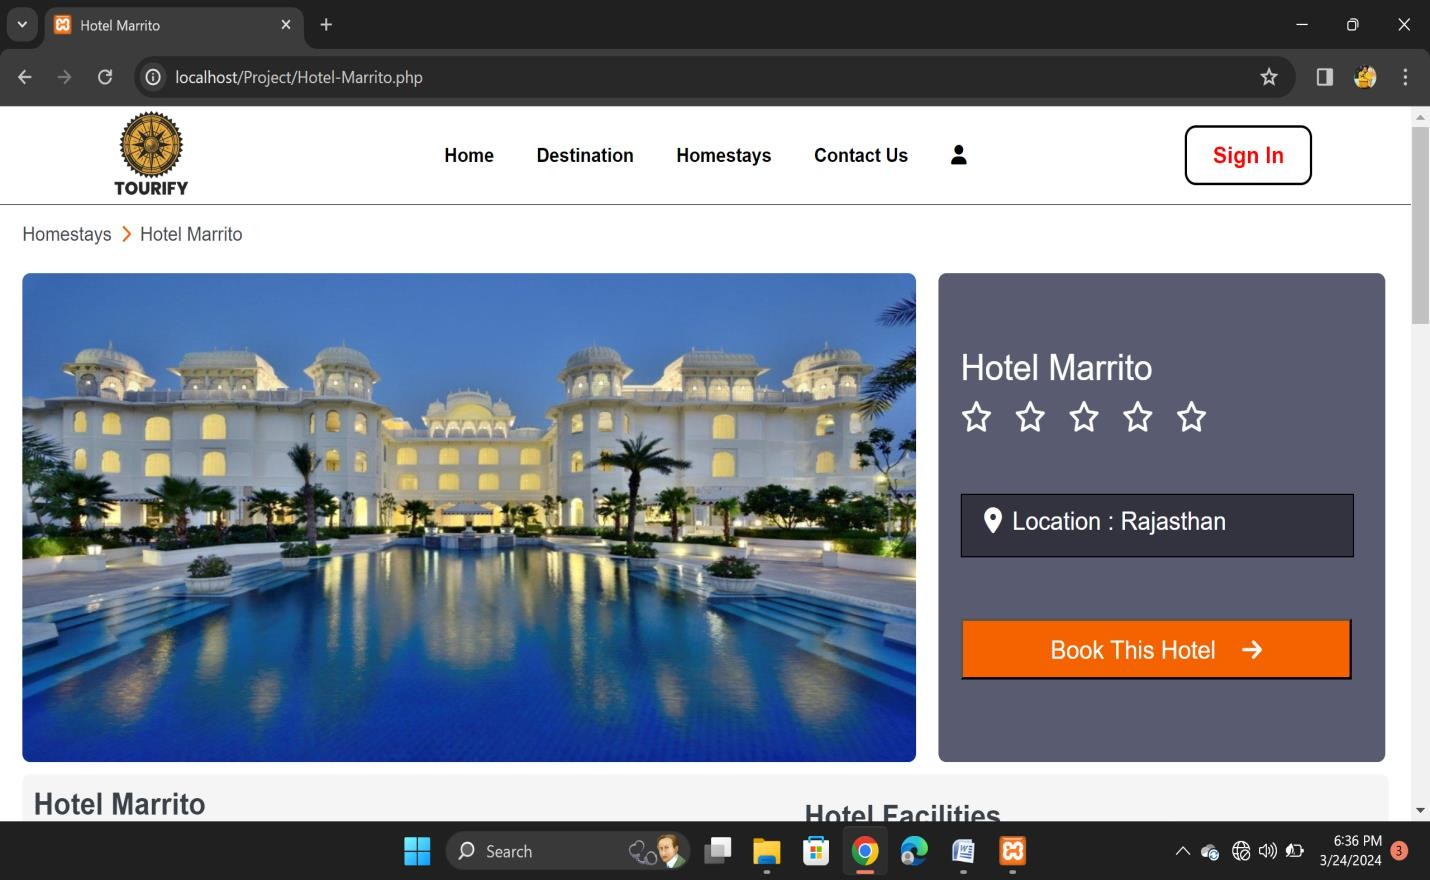 Hotel Marrito
localhost/Project/Hotel-Marrito.php
TOURIFY
Home Destination Homestays Contact Us Sign In
Homestays Hotel Marrito
Hotel Marrito
Location : Rajasthan
Book This Hotel
Hotel Marrito
Hotel Facilities
Search
6:36 PM
3/24/2024
3